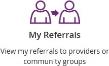 My Referrals
View my referrals to providers or
community groups